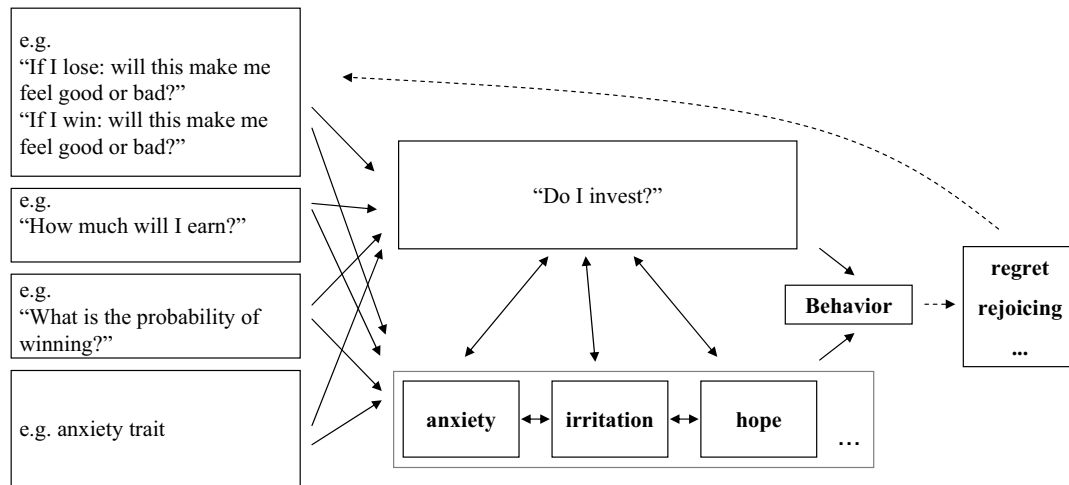 e.g.
“If I lose: will this make me
feel good or bad?”
“If I win: will this make me
feel good or bad?”
e.g.
“How much will I earn?”
e.g.
“What is the probability of
winning?”
e.g. anxiety trait
“Do I invest?”
anxiety
irritation
hope
...
Behavior
regret
rejoicing
...